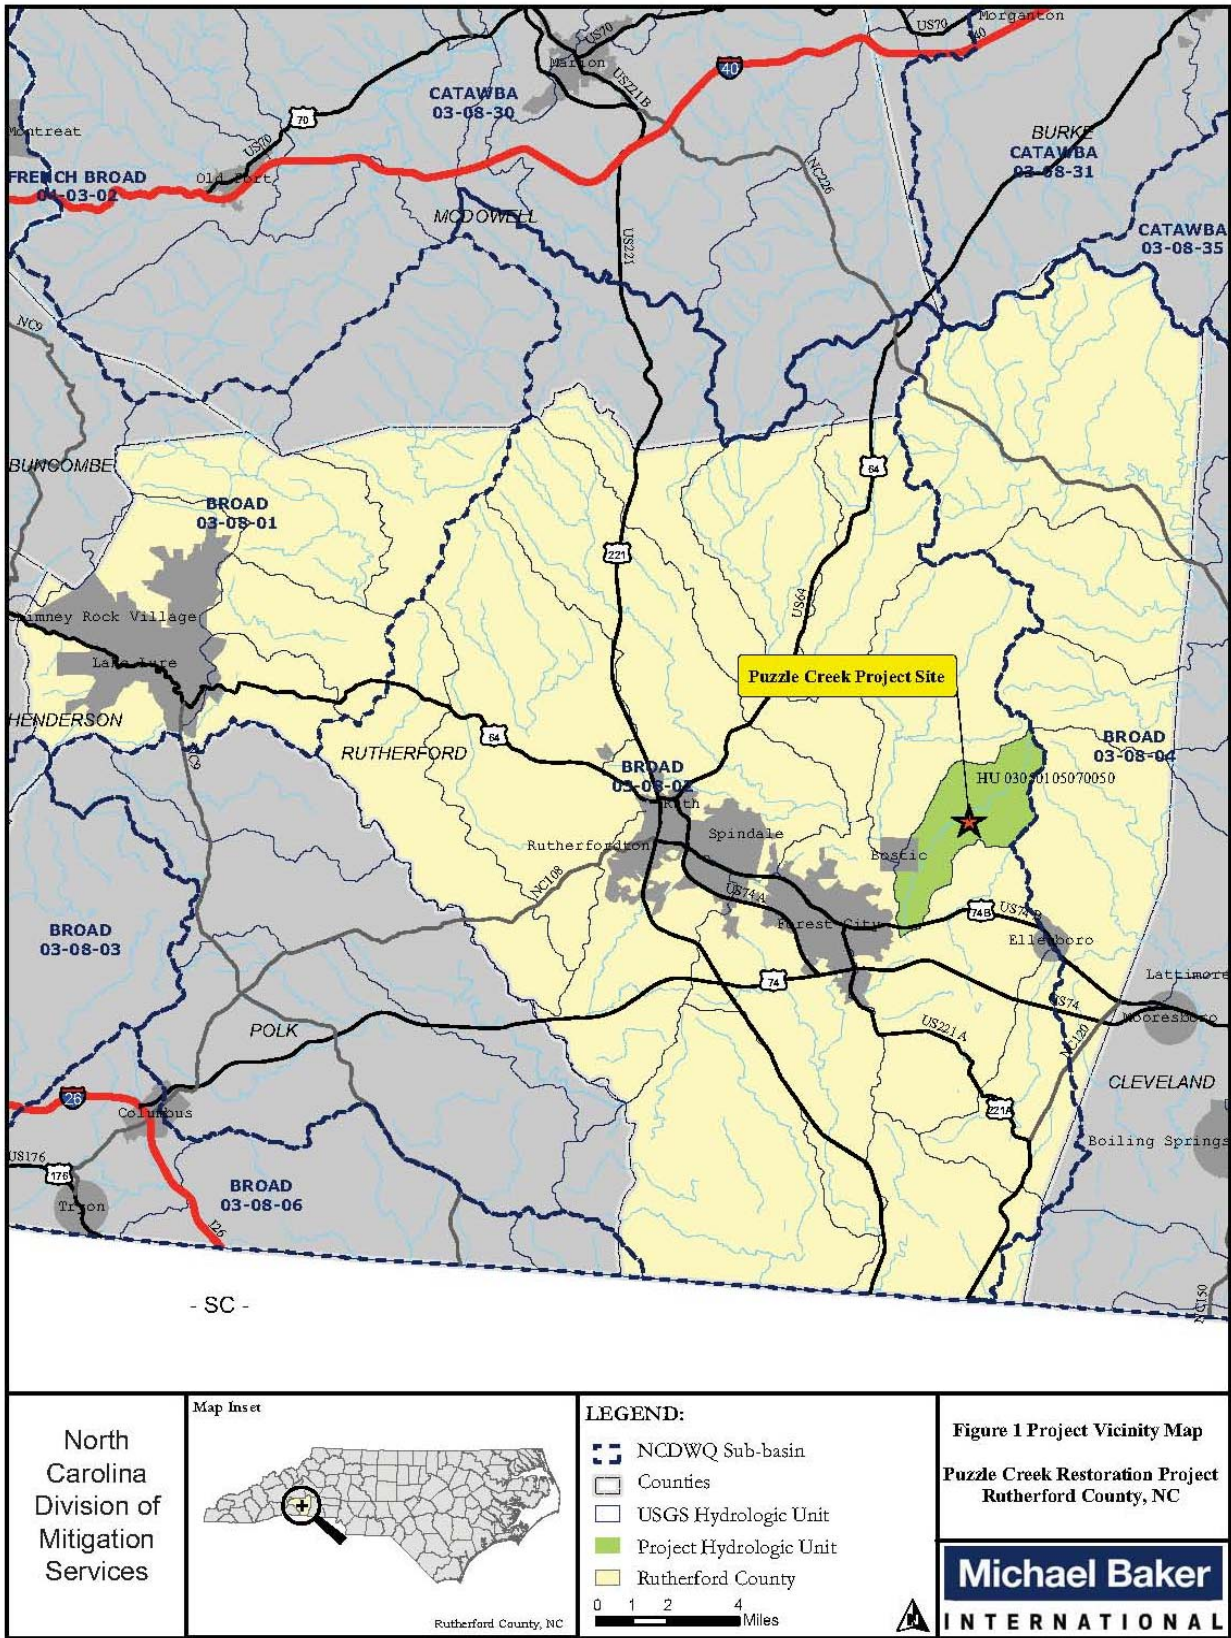 Morganton
US70
40
US70
Marion
40
US221B
CATAWBA
03-08-30
70
BURKE
CATAWBA
03-08-31
Montreat
US70
NC226
FRENCH BROAD
04-03-02
Old Fort
MCDOWELL
US221
CATAWBA
03-08-35
NC9
BUNCOMBE
64
BROAD
03-08-01
221
US64
Chimney Rock Village
Lake Lure
Puzzle Creek Project Site
HENDERSON
NC9
64
RUTHERFORD
BROAD
03-08-02
BROAD
03-08-04
HU 03050105070050
Ruth
Spindale
Rutherfordton
Bostic
NC108
US74A
Forest City
74B
US74B
Ellenboro
BROAD
03-08-03
74
Lattimore
US74
Mooresboro
POLK
US221A
NC120
CLEVELAND
26
Columbus
221A
Boiling Springs
US176
176
BROAD
03-08-06
Tryon
I26
NC150
- SC -
North
Carolina
Division of
Mitigation
Services
Map Inset
Rutherford County, NC
LEGEND:
NCDWQ Sub-basin
Counties
USGS Hydrologic Unit
Project Hydrologic Unit
Rutherford County
0 1 2 4
Miles
N
Figure 1 Project Vicinity Map
Puzzle Creek Restoration Project
Rutherford County, NC
Michael Baker
INTERNATIONAL